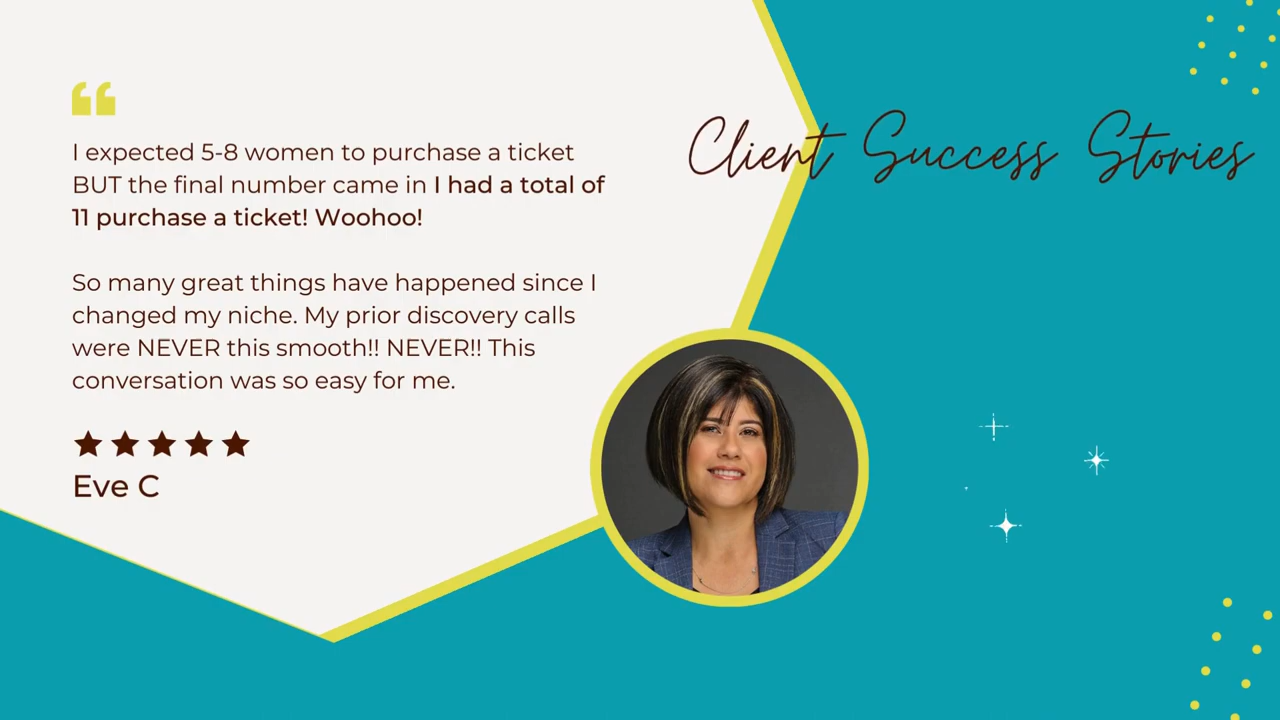 Client Success Stories
I expected 5-8 women to purchase a ticket
BUT the final number came in I had a total of
11 purchase a ticket! Woohoo!
So many great things have happened since I
changed my niche. My prior discovery calls
were NEVER this smooth!! NEVER!! This
conversation was so easy for me.
Eve C